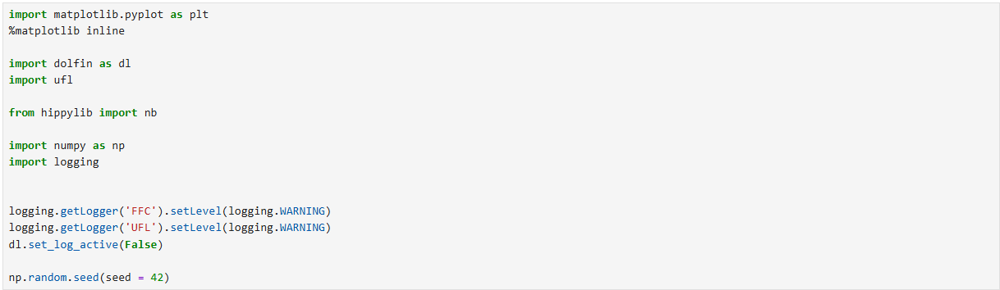 import matplotlib.pyplot as plt
%matplotlib inline
import dolfin as dl
import ufl
from hippylib import nb
import numpy as np
import logging
logging.getLogger('FFC').setLevel(logging.WARNING)
logging.getLogger('UFL').setLevel(logging.WARNING)
dl.set_log_active(False)
np.random.seed(seed = 42)